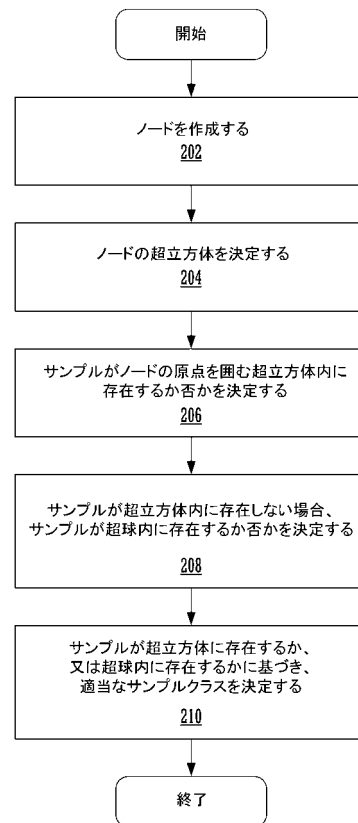 開始
ノードを作成する
202
ノードの超立方体を決定する
204
サンプルがノードの原点を囲む超立方体内に
存在するか否かを決定する
206
サンプルが超立方体内に存在しない場合、
サンプルが超球内に存在するか否かを決定する
208
サンプルが超立方体に存在するか、
又は超球内に存在するかに基づき、
適当なサンプルクラスを決定する
210
終了